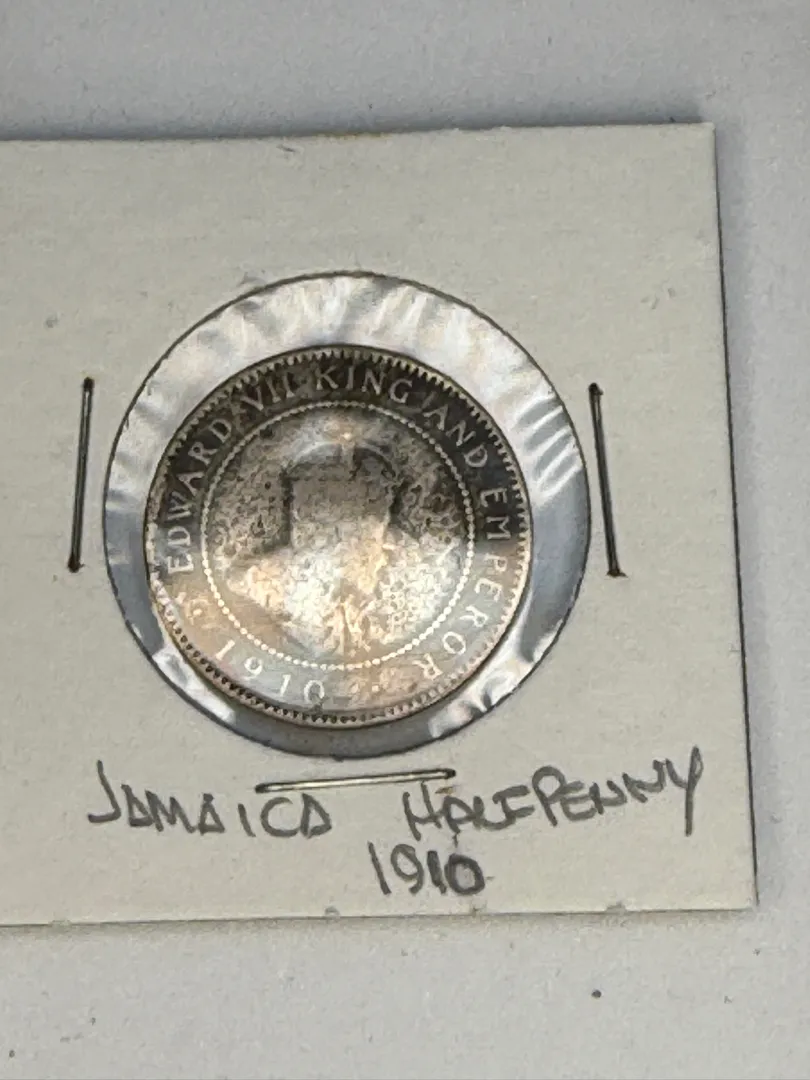 EDWARD VII KING AND EMPEROR
1910
JAMAICA HALFPENNY
1910